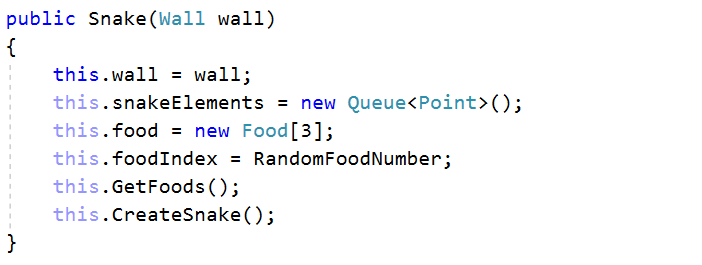 public Snake(Wall wall)
{
    this.wall = wall;
    this.snakeElements = new Queue<Point>();
    this.food = new Food[3];
    this.foodIndex = RandomFoodNumber;
    this.GetFoods();
    this.CreateSnake();
}